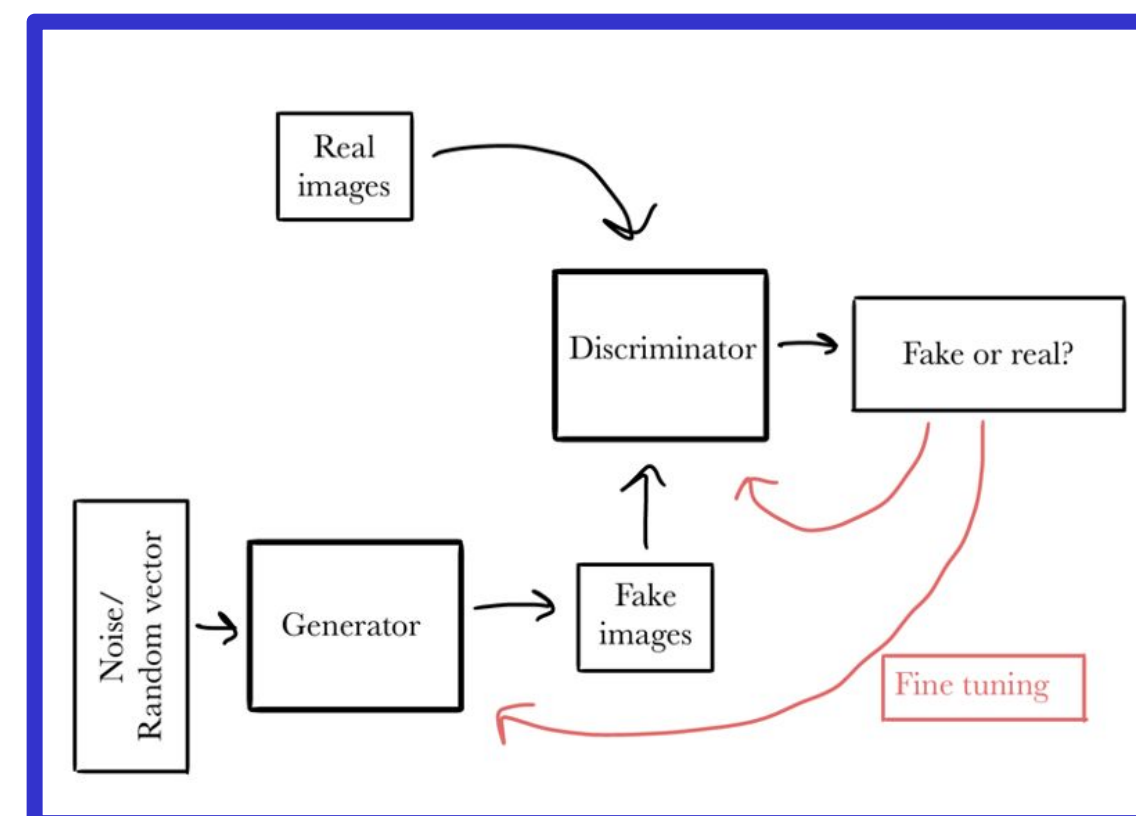 Real
images
Discriminator
Fake or real?
Noise/
Random vector
Generator
Fake
images
Fine tuning